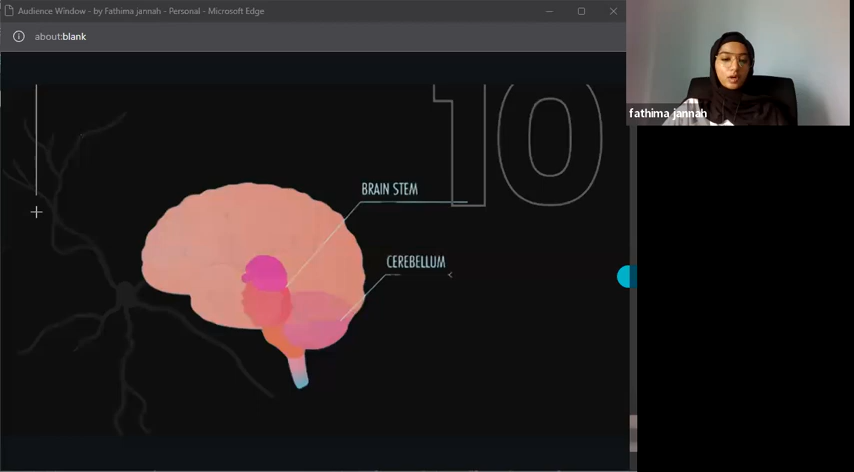 Audience Window - by Fathima jannah - Personal - Microsoft Edge
about:blank
fathima jannah
10
BRAIN STEM
CEREBELLUM